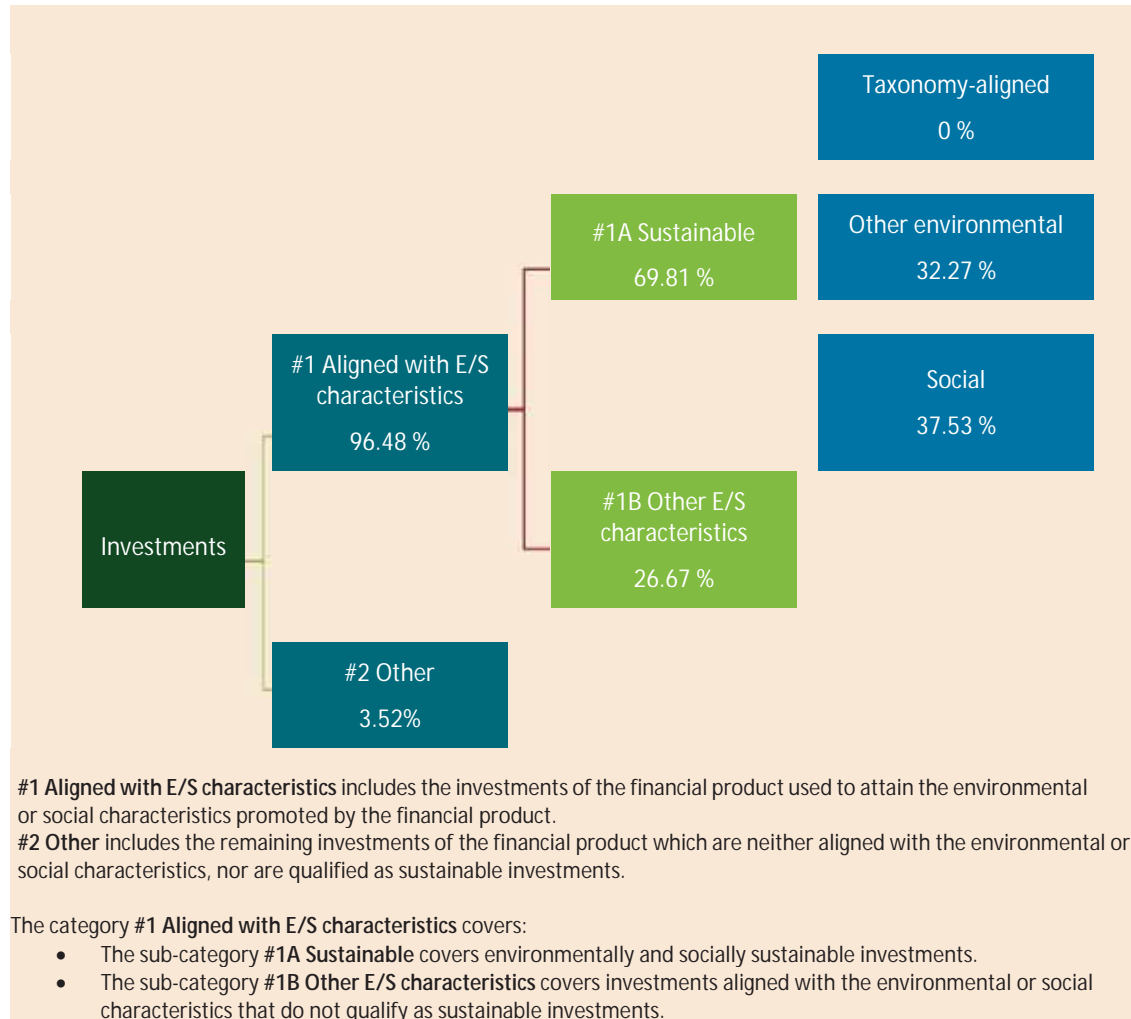 Taxonomy-aligned
0 %
#1A Sustainable
69.81 %
Other environmental
32.27 %
#1 Aligned with E/S
characteristics
96.48 %
Social
37.53 %
Investments
#1B Other E/S
characteristics
26.67 %
#2 Other
3.52%
#1 Aligned with E/S characteristics includes the investments of the financial product used to attain the environmental
or social characteristics promoted by the financial product.
#2 Other includes the remaining investments of the financial product which are neither aligned with the environmental or
social characteristics, nor are qualified as sustainable investments.
The category #1 Aligned with E/S characteristics covers:
• The sub-category #1A Sustainable covers environmentally and socially sustainable investments.
• The sub-category #1B Other E/S characteristics covers investments aligned with the environmental or social
characteristics that do not qualify as sustainable investments.